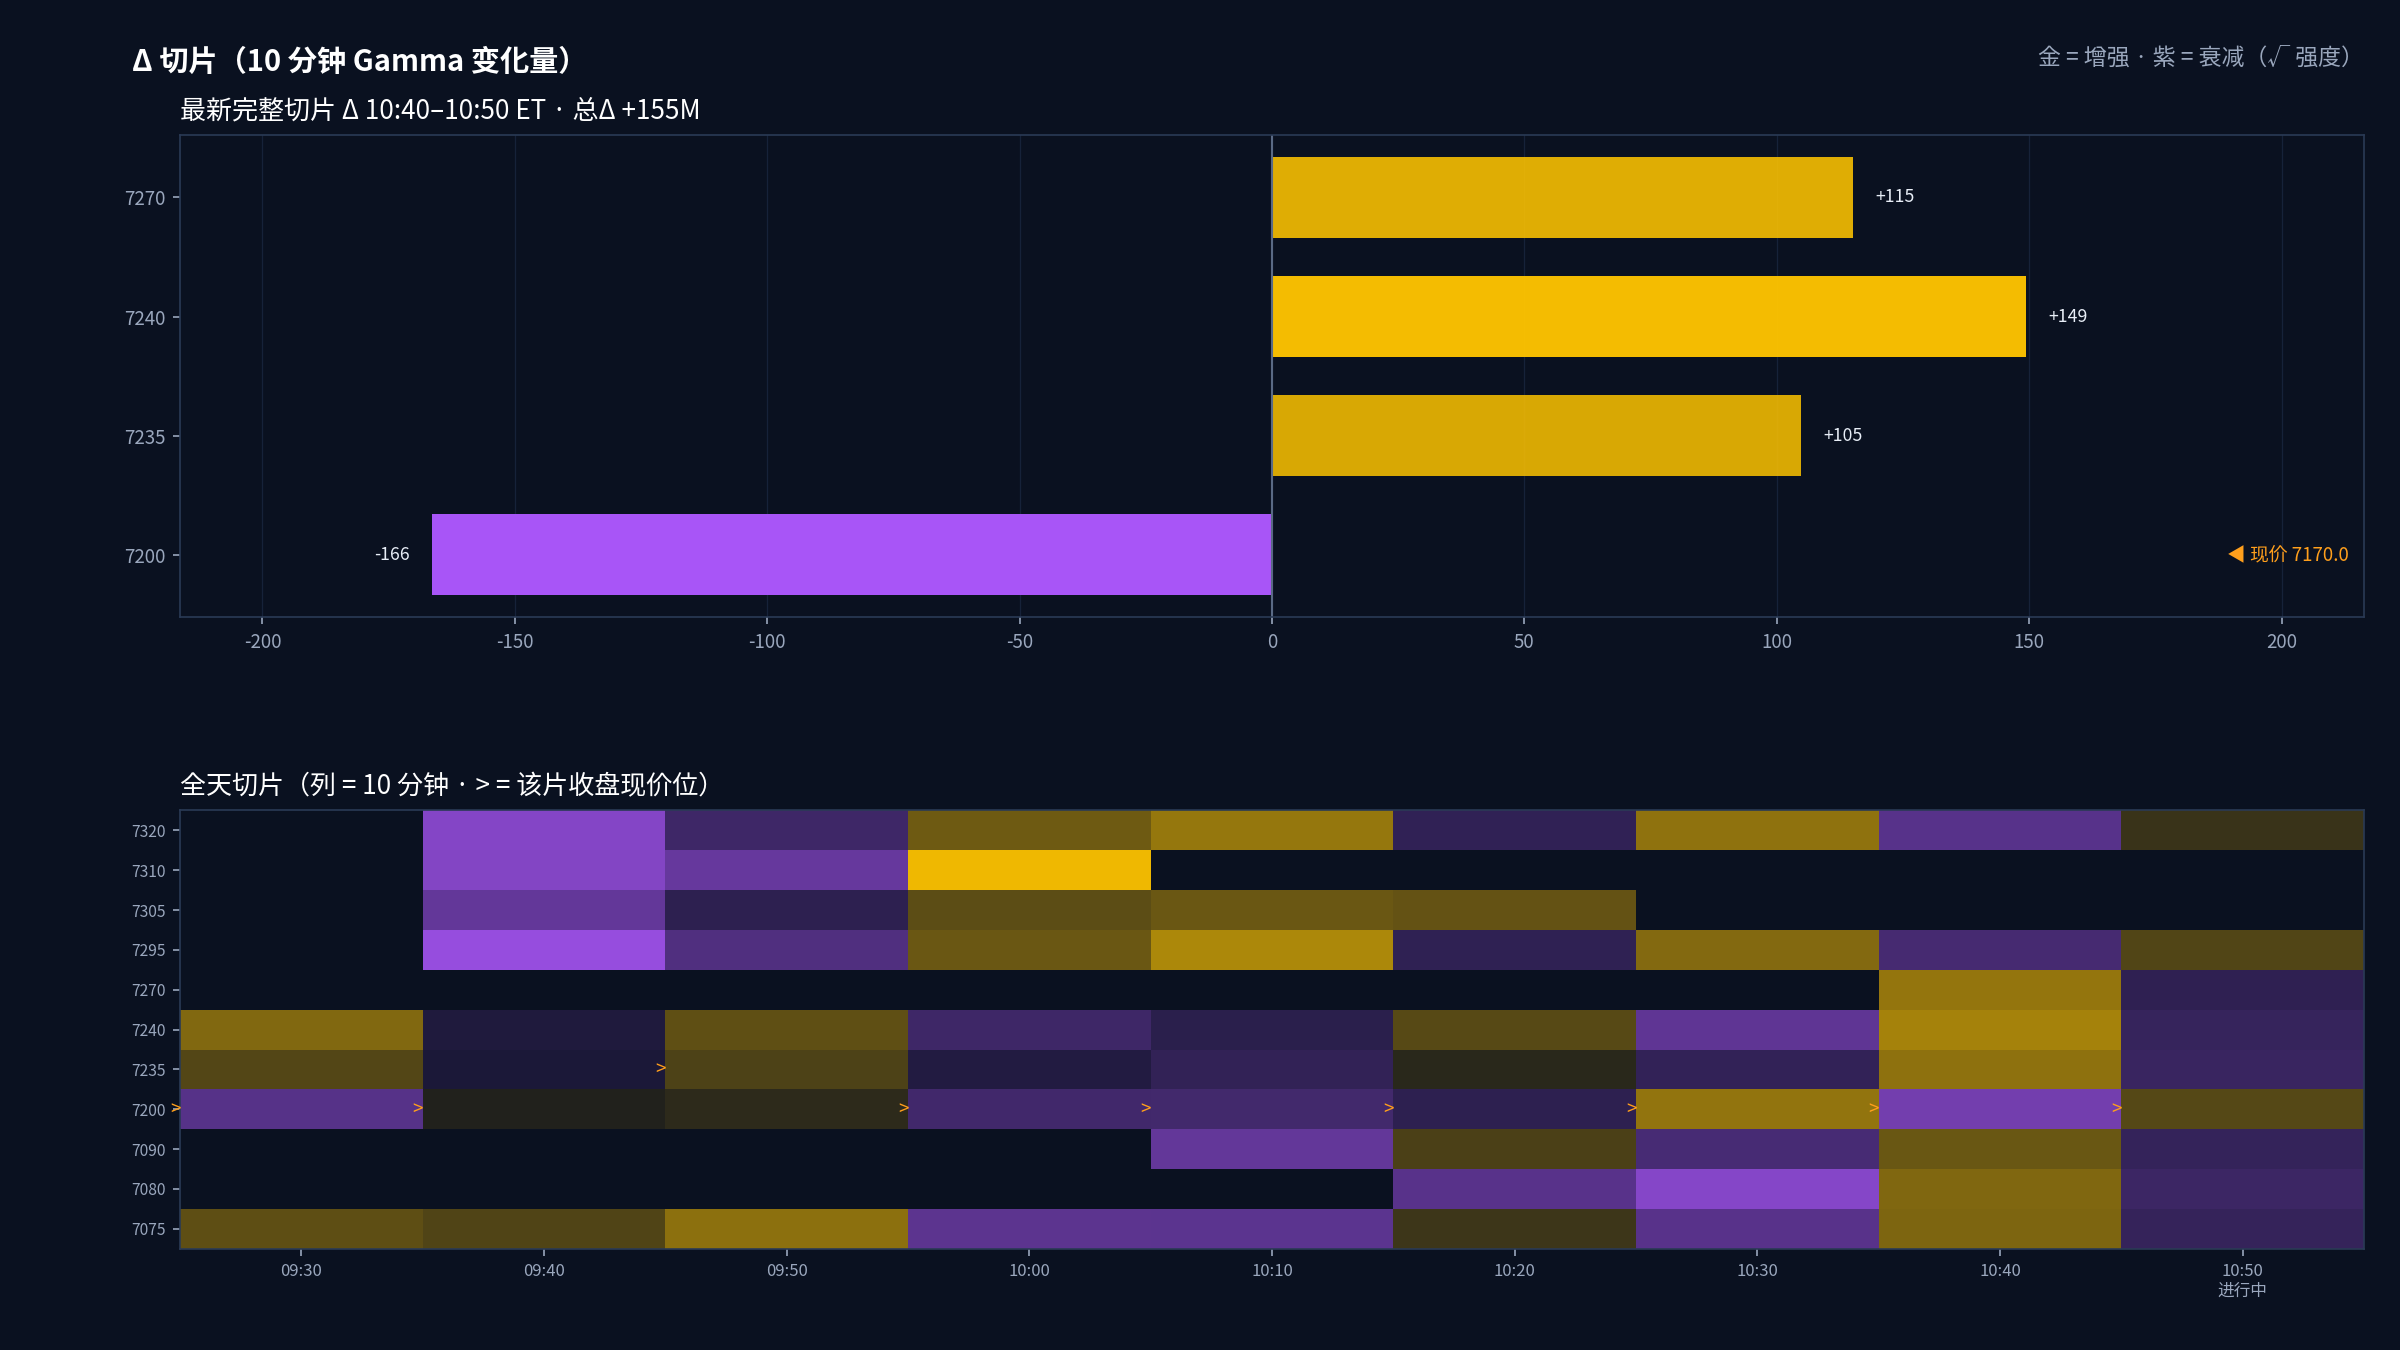 Δ 切片（10 分钟 Gamma 变化量）
金 = 增强 · 紫 = 衰减（√ 强度）
最新完整切片 Δ 10:40–10:50 ET · 总Δ +155M
7270
+115
7240
+149
7235
+105
7200
-166
◀ 现价 7170.0
-200 -150 -100 -50 0 50 100 150 200
全天切片（列 = 10 分钟 · > = 该片收盘现价位）
7320
7310
7305
7295
7270
7240
7235 >
7200 > > > > > > > >
7090
7080
7075
09:30 09:40 09:50 10:00 10:10 10:20 10:30 10:40 10:50
进行中